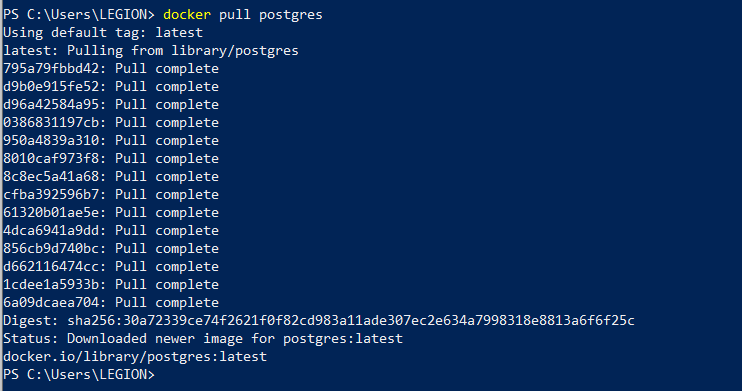 PS C:\Users\LEGION> docker pull postgres
Using default tag: latest
latest: Pulling from library/postgres
795a79fbbd42: Pull complete
d9b0e915fe52: Pull complete
d96a42584a95: Pull complete
0386831197cb: Pull complete
950a4839a310: Pull complete
8010caf973f8: Pull complete
8c8ec5a41a68: Pull complete
cfba392596b7: Pull complete
61320b01ae5e: Pull complete
4dca6941a9dd: Pull complete
856cb9d740bc: Pull complete
d662116474cc: Pull complete
1cdee1a5933b: Pull complete
6a09dcaea704: Pull complete
Digest: sha256:30a72339ce74f2621f0f82cd983a11ade307ec2e634a7998318e8813a6f6f25c
Status: Downloaded newer image for postgres:latest
docker.io/library/postgres:latest
PS C:\Users\LEGION>